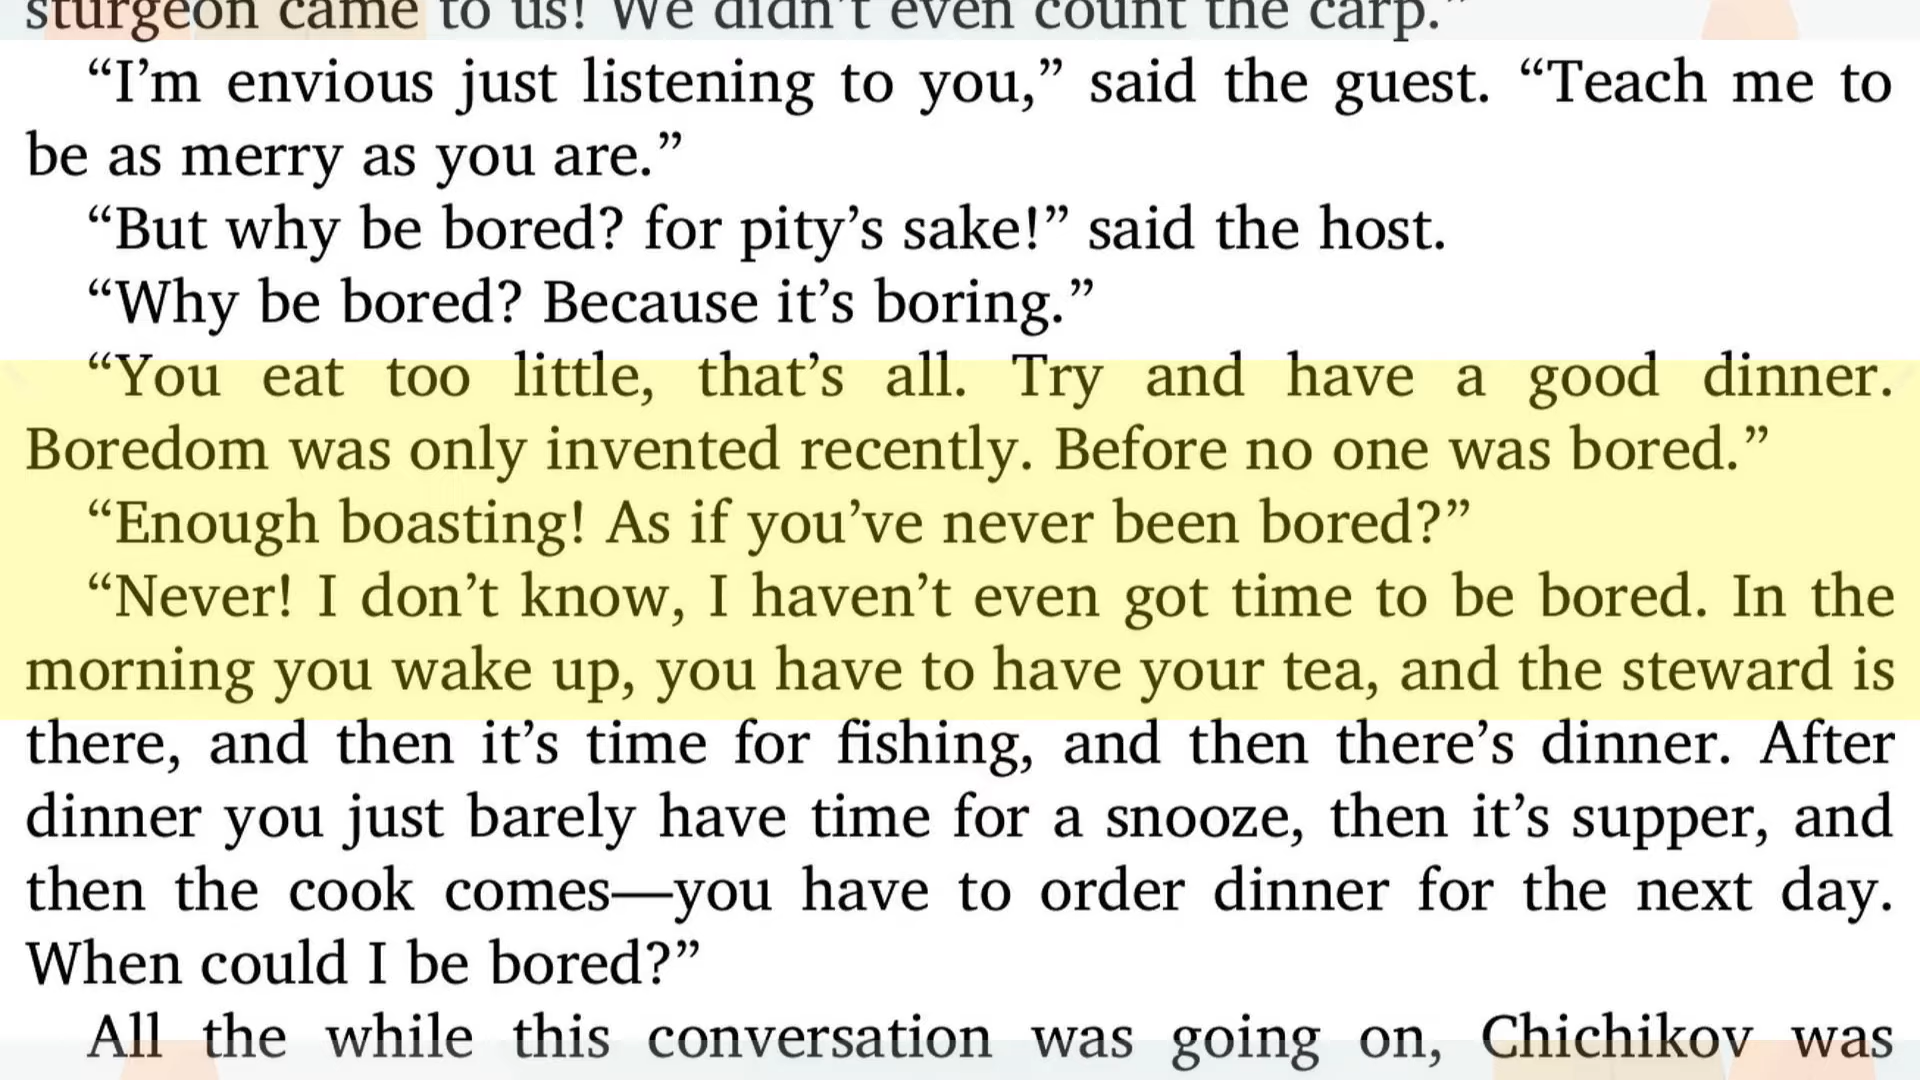 sturgeon came to us! We didn’t even count the carp.”
“I’m envious just listening to you,” said the guest. “Teach me to
be as merry as you are.”
“But why be bored? for pity’s sake!” said the host.
“Why be bored? Because it’s boring.”
“You eat too little, that’s all. Try and have a good dinner.
Boredom was only invented recently. Before no one was bored.”
“Enough boasting! As if you’ve never been bored?”
“Never! I don’t know, I haven’t even got time to be bored. In the
morning you wake up, you have to have your tea, and the steward is
there, and then it’s time for fishing, and then there’s dinner. After
dinner you just barely have time for a snooze, then it’s supper, and
then the cook comes—you have to order dinner for the next day.
When could I be bored?”
All the while this conversation was going on, Chichikov was